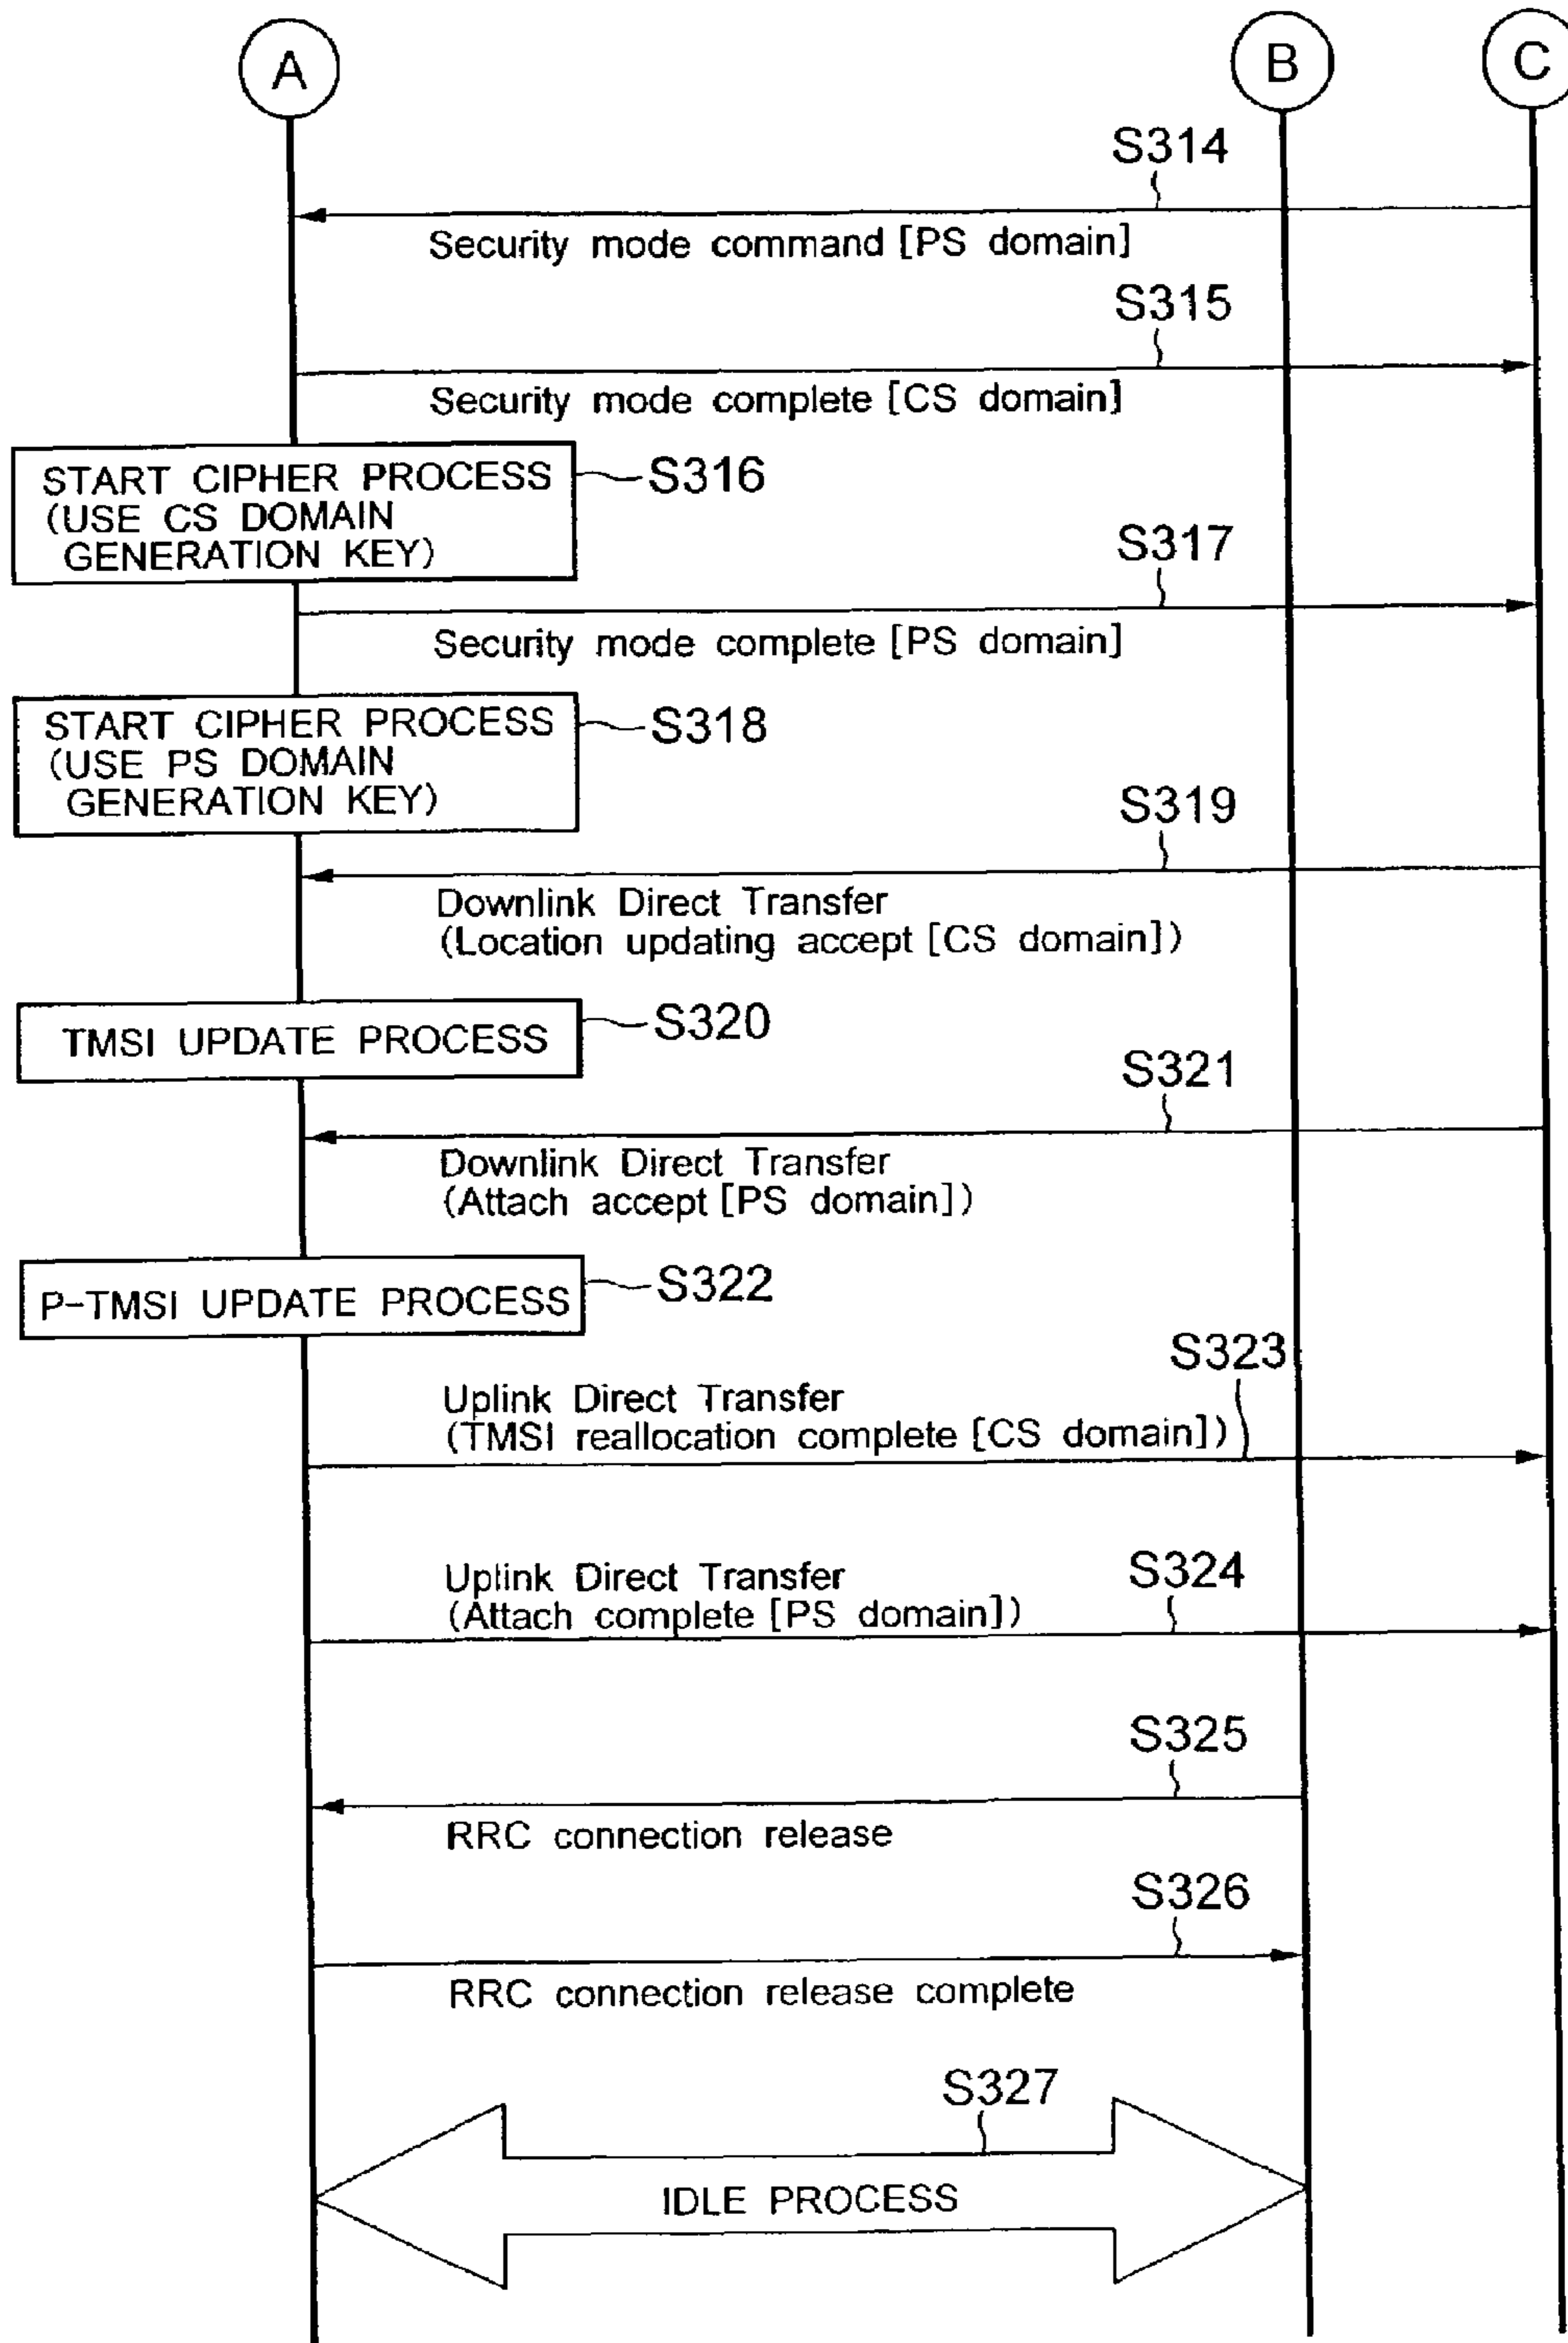 A
B
C
S314
Security mode command [PS domain]
S315
Security mode complete [CS domain]
START CIPHER PROCESS
(USE CS DOMAIN
GENERATION KEY)
S316
S317
Security mode complete [PS domain]
START CIPHER PROCESS
(USE PS DOMAIN
GENERATION KEY)
S318
S319
Downlink Direct Transfer
(Location updating accept [CS domain])
TMSI UPDATE PROCESS
S320
S321
Downlink Direct Transfer
(Attach accept [PS domain])
P-TMSI UPDATE PROCESS
S322
S323
Uplink Direct Transfer
(TMSI reallocation complete [CS domain])
Uplink Direct Transfer
(Attach complete [PS domain])
S324
S325
RRC connection release
S326
RRC connection release complete
S327
IDLE PROCESS